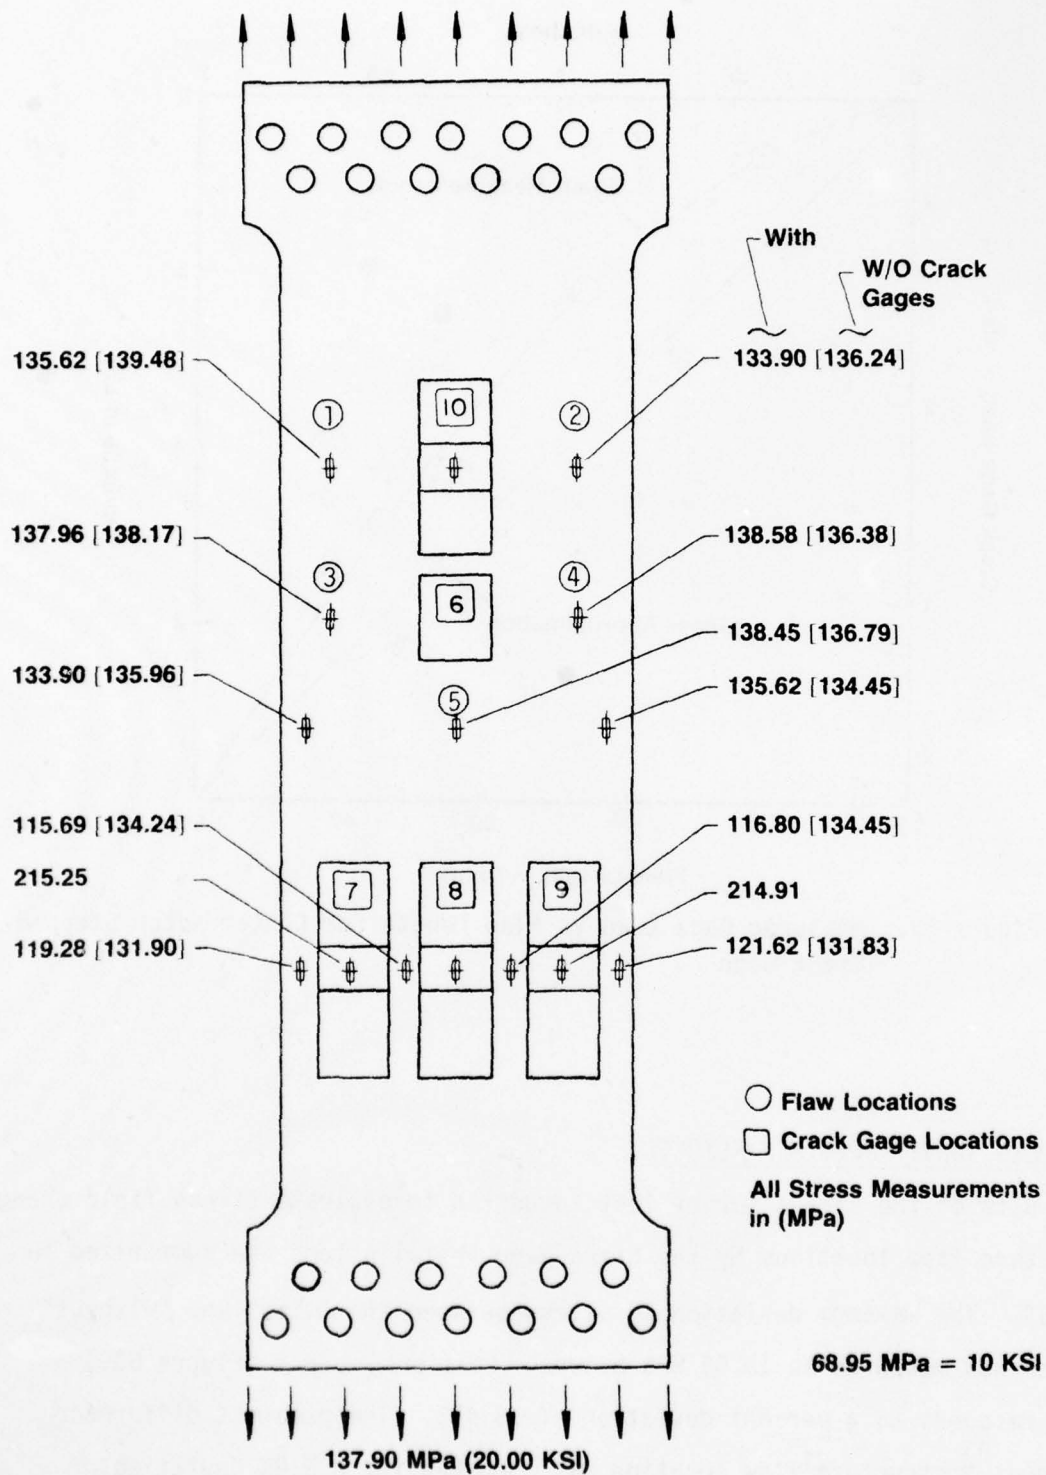 With
W/O Crack
Gages
135.62 [139.48]
133.90 [136.24]
1
10
2
137.96 [138.17]
138.58 [136.38]
3
6
4
138.45 [136.79]
133.90 [135.96]
135.62 [134.45]
5
115.69 [134.24]
116.80 [134.45]
215.25
7
8
9
214.91
119.28 [131.90]
121.62 [131.83]
Flaw Locations
Crack Gage Locations
All Stress Measurements
in (MPa)
68.95 MPa = 10 KSI
137.90 MPa (20.00 KSI)